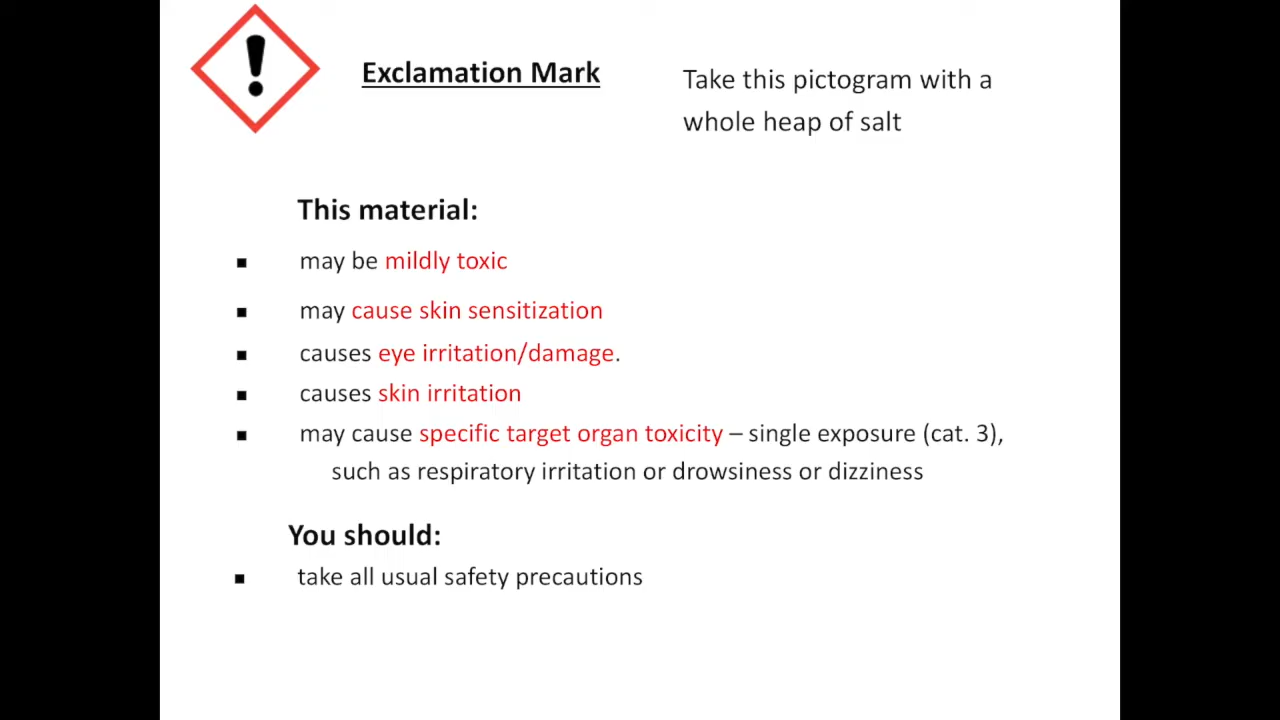 Exclamation Mark
Take this pictogram with a
whole heap of salt
This material:
▪ may be mildly toxic
▪ may cause skin sensitization
▪ causes eye irritation/damage.
▪ causes skin irritation
▪ may cause specific target organ toxicity – single exposure (cat. 3),
such as respiratory irritation or drowsiness or dizziness
You should:
▪ take all usual safety precautions